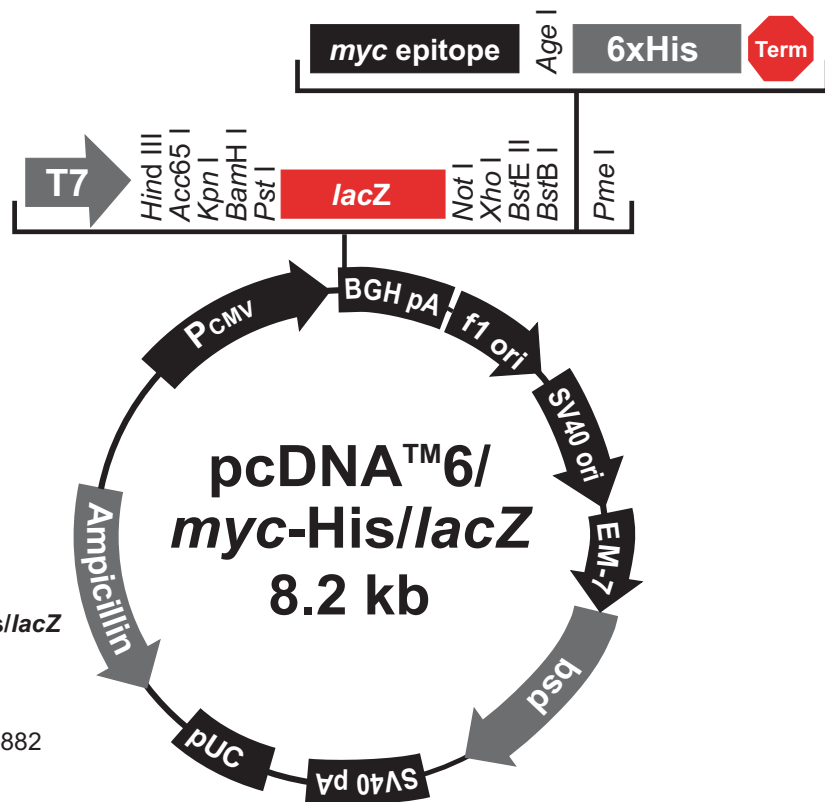 myc epitope
Age I
6xHis
Term
T7
Hind III
Acc65 I
Kpn I
BamH I
Pst I
lacZ
Not I
Xho I
BstE II
BstB I
Pme I
PCMV
BGH pA
f1 ori
SV40 ori
EM-7
bsd
SV40 pA
pUC
Ampicillin
pcDNA™6/
myc-His/lacZ
8.2 kb
s/lacZ
882